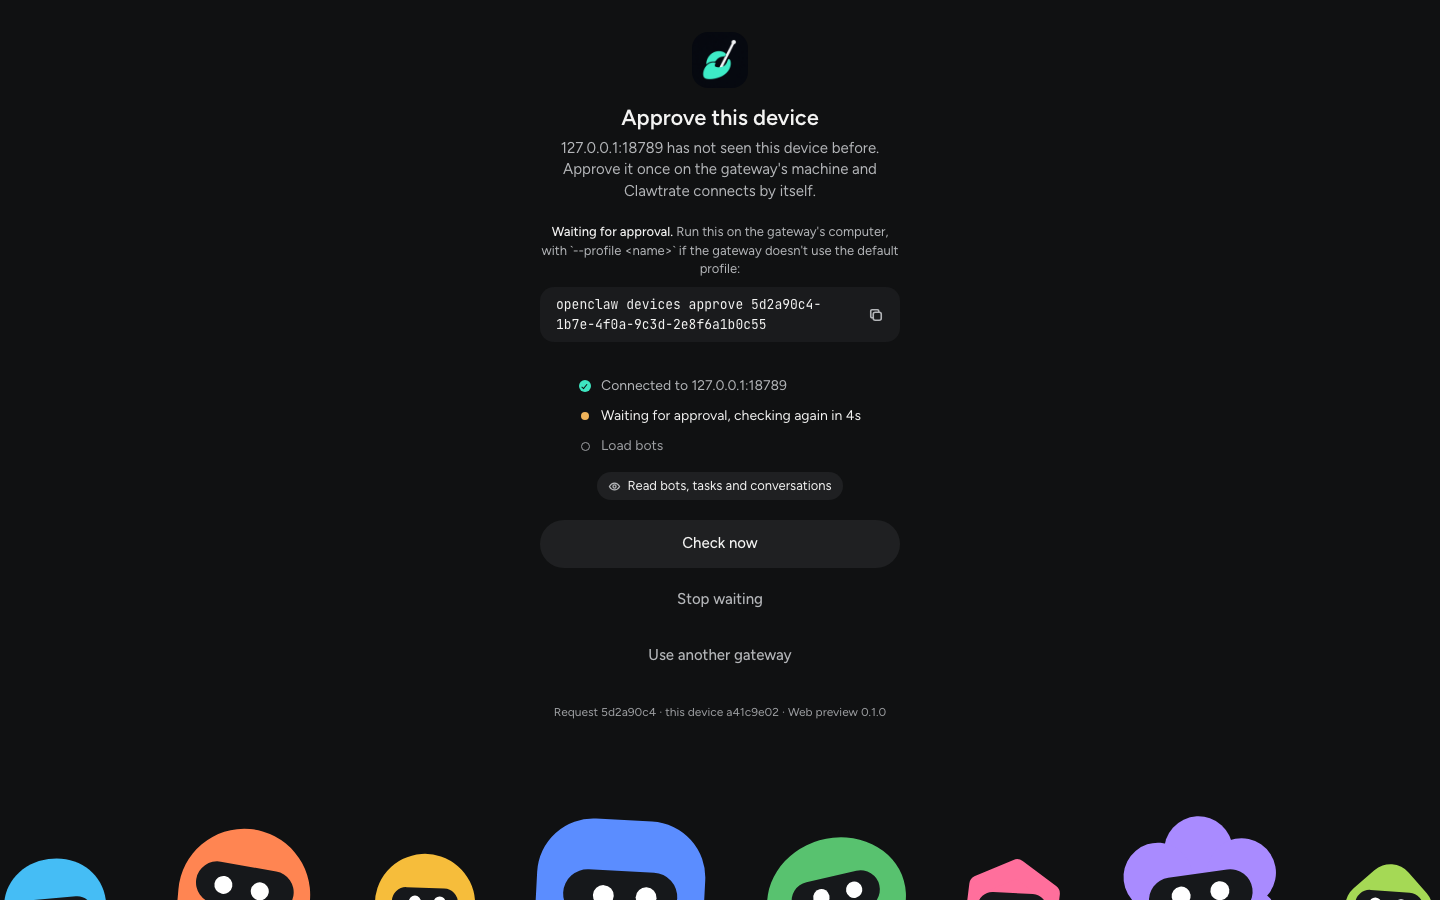 Approve this device
127.0.0.1:18789 has not seen this device before.
Approve it once on the gateway's machine and
Clawtrate connects by itself.
Waiting for approval. Run this on the gateway's computer,
with `--profile <name>` if the gateway doesn't use the default
profile:
openclaw devices approve 5d2a90c4-
1b7e-4f0a-9c3d-2e8f6a1b0c55
Connected to 127.0.0.1:18789
Waiting for approval, checking again in 4s
Load bots
Read bots, tasks and conversations
Check now
Stop waiting
Use another gateway
Request 5d2a90c4 · this device a41c9e02 · Web preview 0.1.0